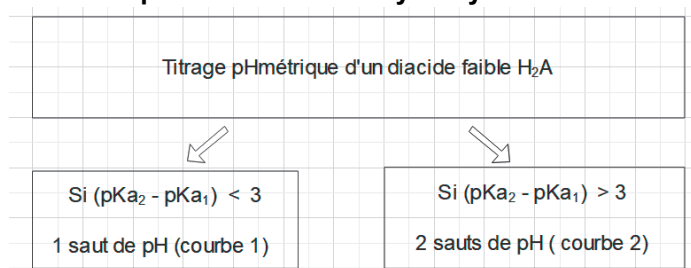 Titrage pHmétrique d'un diacide faible H₂A
Si (pKa₂ - pKa₁) < 3
1 saut de pH (courbe 1)
Si (pKa₂ - pKa₁) > 3
2 sauts de pH ( courbe 2)